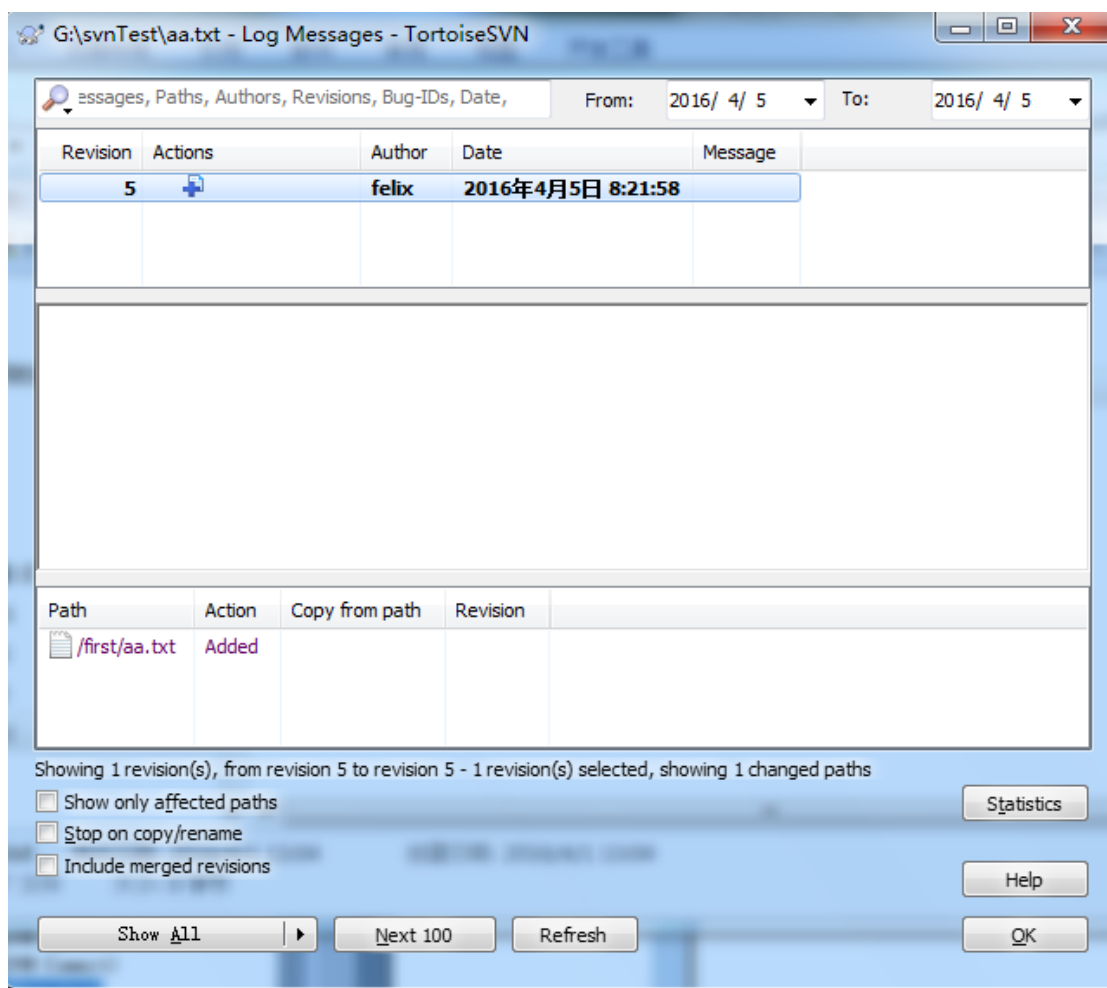 G:\svnTest\aa.txt - Log Messages - TortoiseSVN
essages, Paths, Authors, Revisions, Bug-IDs, Date, From: 2016/ 4/ 5 To: 2016/ 4/ 5
Revision Actions Author Date Message
5 felix 2016年4月5日 8:21:58
Path Action Copy from path Revision
/first/aa.txt Added
Showing 1 revision(s), from revision 5 to revision 5 - 1 revision(s) selected, showing 1 changed paths
Show only affected paths
Statistics
Stop on copy/rename
Include merged revisions
Help
Show All Next 100 Refresh OK